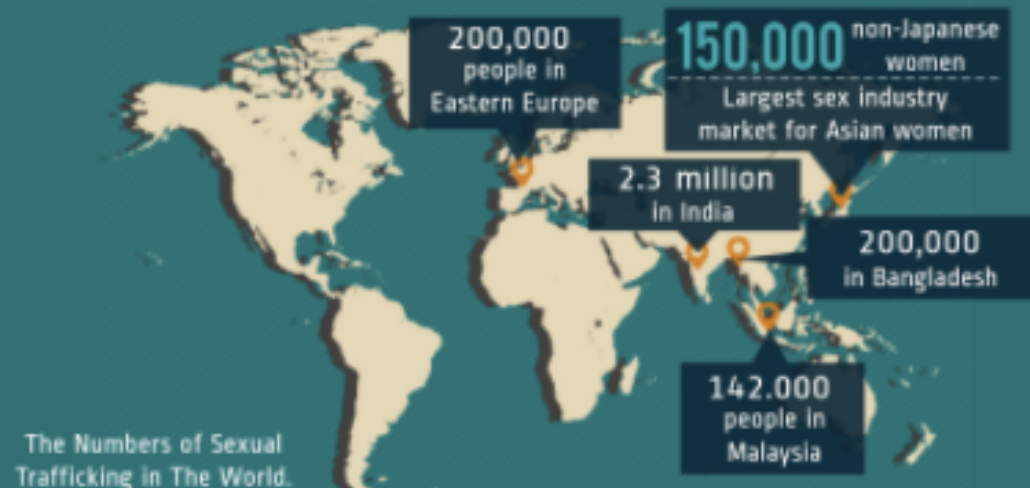 200,000
people in
Eastern Europe
150,000 non-Japanese
women
Largest sex industry
market for Asian women
2.3 million
in India
200,000
in Bangladesh
142.000
people in
Malaysia
The Numbers of Sexual
Trafficking in The World.